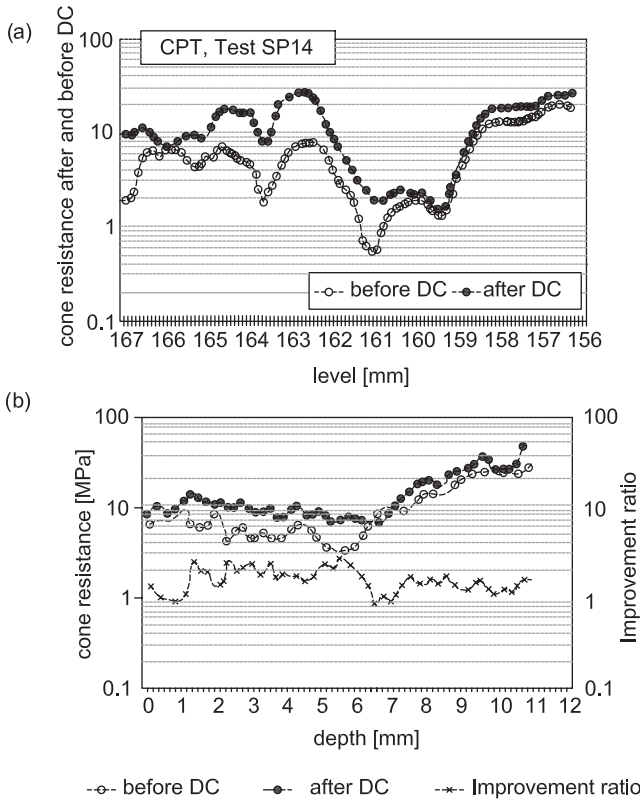 (a)
100
10
1
0.1
cone resistance after and before DC
CPT, Test SP14
before DC after DC
167 166 165 164 163 162 161 160 159 158 157 156
level [mm]
(b)
100
10
1
0.1
cone resistance [MPa]
100
10
1
0.1
Improvement ratio
0 1 2 3 4 5 6 7 8 9 10 11 12
depth [mm]
before DC after DC Improvement ratio